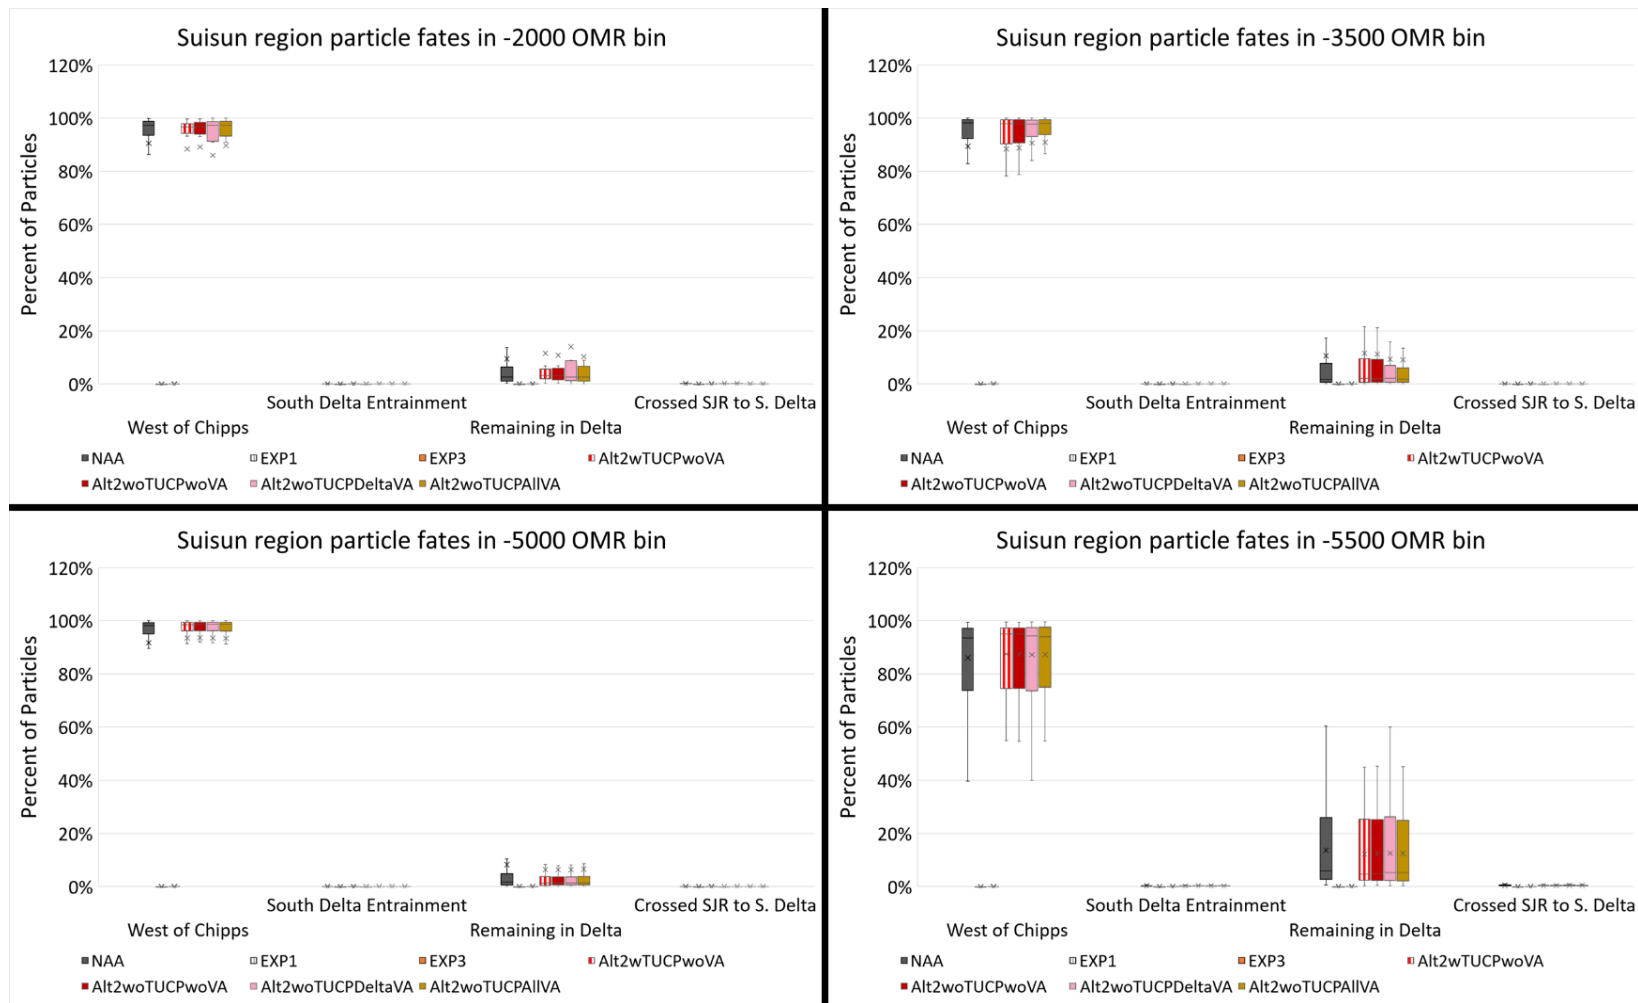 Suisun region particle fates in -2000 OMR bin
120%
100%
80%
60%
40%
20%
0%
Percent of Particles
South Delta Entrainment
Crossed SJR to S. Delta
West of Chipps
Remaining in Delta
NAA
EXP1
EXP3
Alt2wTUCPwoVA
Alt2woTUCPwoVA
Alt2woTUCPDeltaVA
Alt2woTUCPAllVA
Suisun region particle fates in -3500 OMR bin
120%
100%
80%
60%
40%
20%
0%
Percent of Particles
South Delta Entrainment
Crossed SJR to S. Delta
West of Chipps
Remaining in Delta
NAA
EXP1
EXP3
Alt2wTUCPwoVA
Alt2woTUCPwoVA
Alt2woTUCPDeltaVA
Alt2woTUCPAllVA
Suisun region particle fates in -5000 OMR bin
120%
100%
80%
60%
40%
20%
0%
Percent of Particles
South Delta Entrainment
Crossed SJR to S. Delta
West of Chipps
Remaining in Delta
NAA
EXP1
EXP3
Alt2wTUCPwoVA
Alt2woTUCPwoVA
Alt2woTUCPDeltaVA
Alt2woTUCPAllVA
Suisun region particle fates in -5500 OMR bin
120%
100%
80%
60%
40%
20%
0%
Percent of Particles
South Delta Entrainment
Crossed SJR to S. Delta
West of Chipps
Remaining in Delta
NAA
EXP1
EXP3
Alt2wTUCPwoVA
Alt2woTUCPwoVA
Alt2woTUCPDeltaVA
Alt2woTUCPAllVA